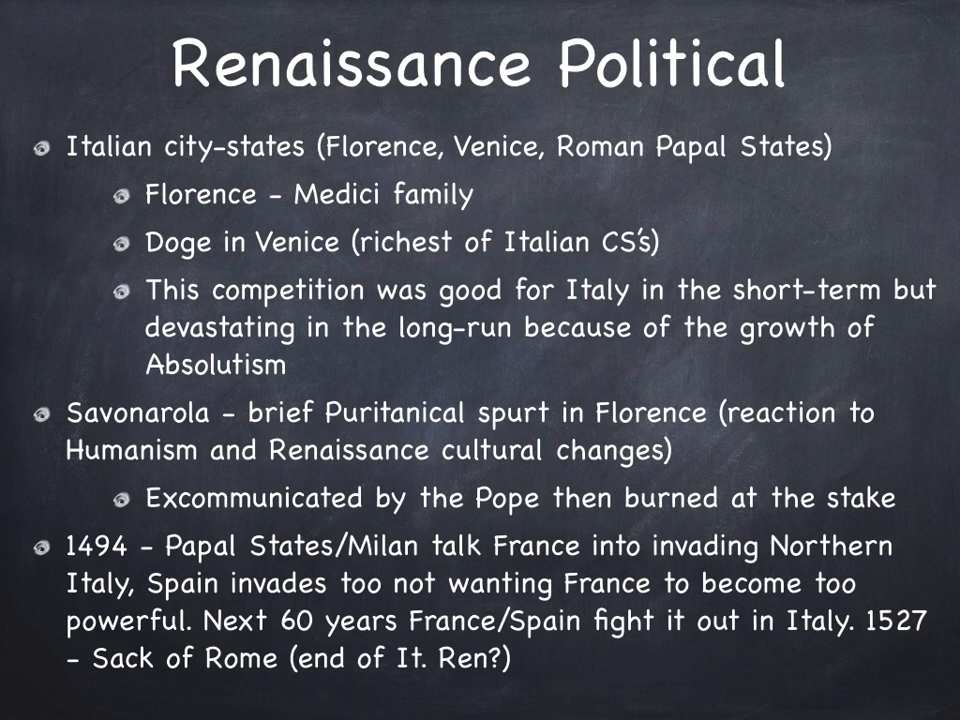 Renaissance Political
Italian city-states (Florence, Venice, Roman Papal States)
Florence - Medici family
Doge in Venice (richest of Italian CS's)
This competition was good for Italy in the short-term but
devastating in the long-run because of the growth of
Absolutism
Savonarola - brief Puritanical spurt in Florence (reaction to
Humanism and Renaissance cultural changes)
Excommunicated by the Pope then burned at the stake
1494 - Papal States/Milan talk France into invading Northern
Italy, Spain invades too not wanting France to become too
powerful. Next 60 years France/Spain fight it out in Italy. 1527
- Sack of Rome (end of It. Ren?)